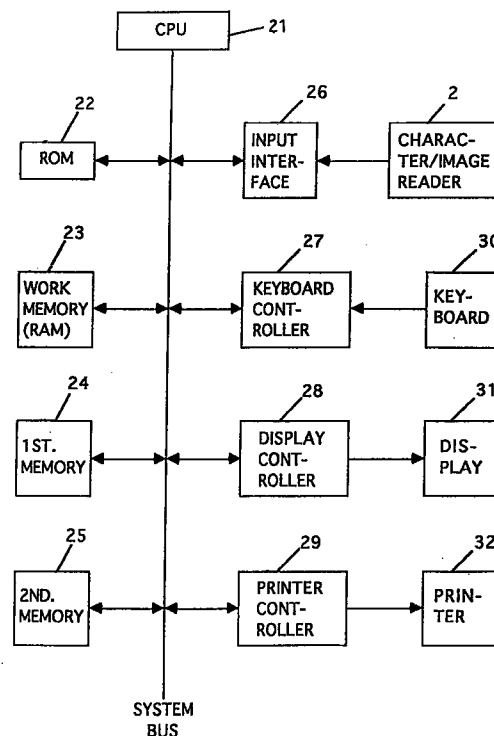 CPU
21
22
ROM
26
INPUT
INTER-
FACE
2
CHARAC-
TER/IMAGE
READER
23
WORK
MEMORY
(RAM)
27
KEYBOARD
CONT-
ROLLER
30
KEY-
BOARD
24
1ST.
MEMORY
28
DISPLAY
CONT-
ROLLER
31
DIS-
PLAY
25
2ND.
MEMORY
29
PRINTER
CONT-
ROLLER
32
PRIN-
TER
SYSTEM
BUS